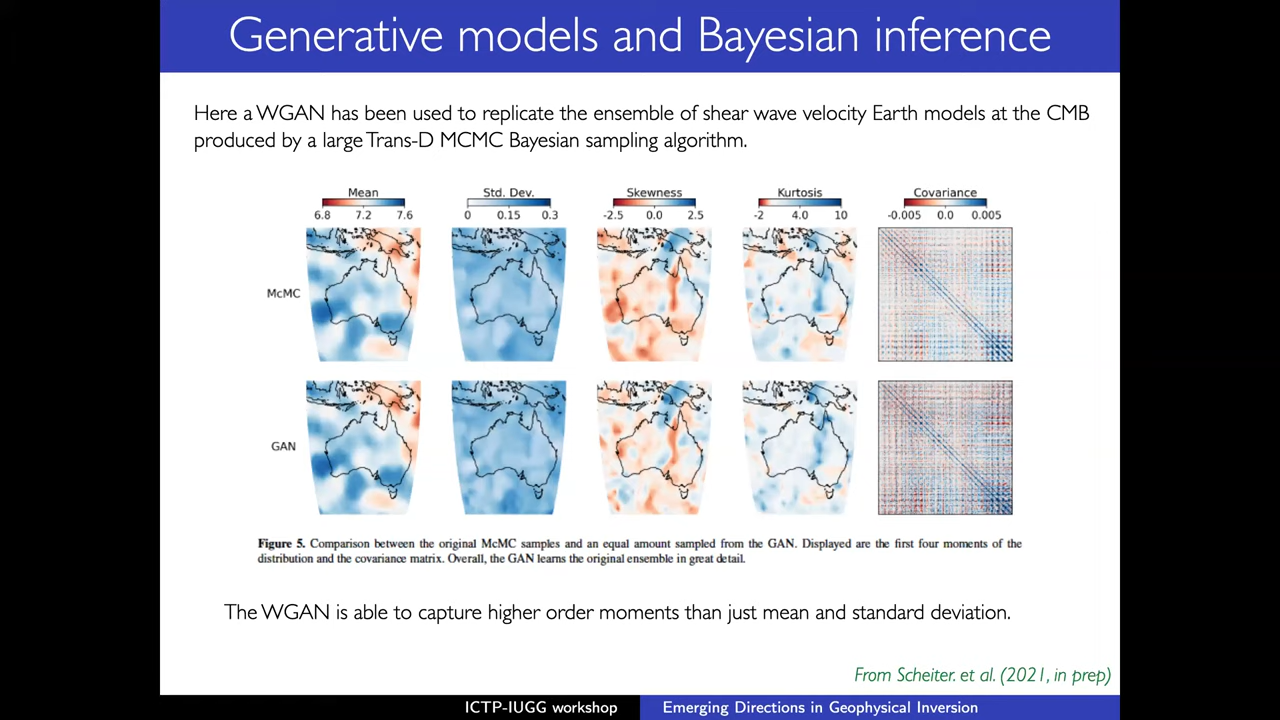 Generative models and Bayesian inference
Here a WGAN has been used to replicate the ensemble of shear wave velocity Earth models at the CMB
produced by a large Trans-D MCMC Bayesian sampling algorithm.
Mean Std. Dev. Skewness Kurtosis Covariance
6.8 7.2 7.6 0 0.15 0.3 -2.5 0.0 2.5 -2 4.0 10 -0.005 0.0 0.005
McMC
GAN
Figure 5. Comparison between the original McMC samples and an equal amount sampled from the GAN. Displayed are the first four moments of the
distribution and the covariance matrix. Overall, the GAN learns the original ensemble in great detail.
The WGAN is able to capture higher order moments than just mean and standard deviation.
From Scheiter. et al. (2021, in prep)
ICTP-IUGG workshop Emerging Directions in Geophysical Inversion